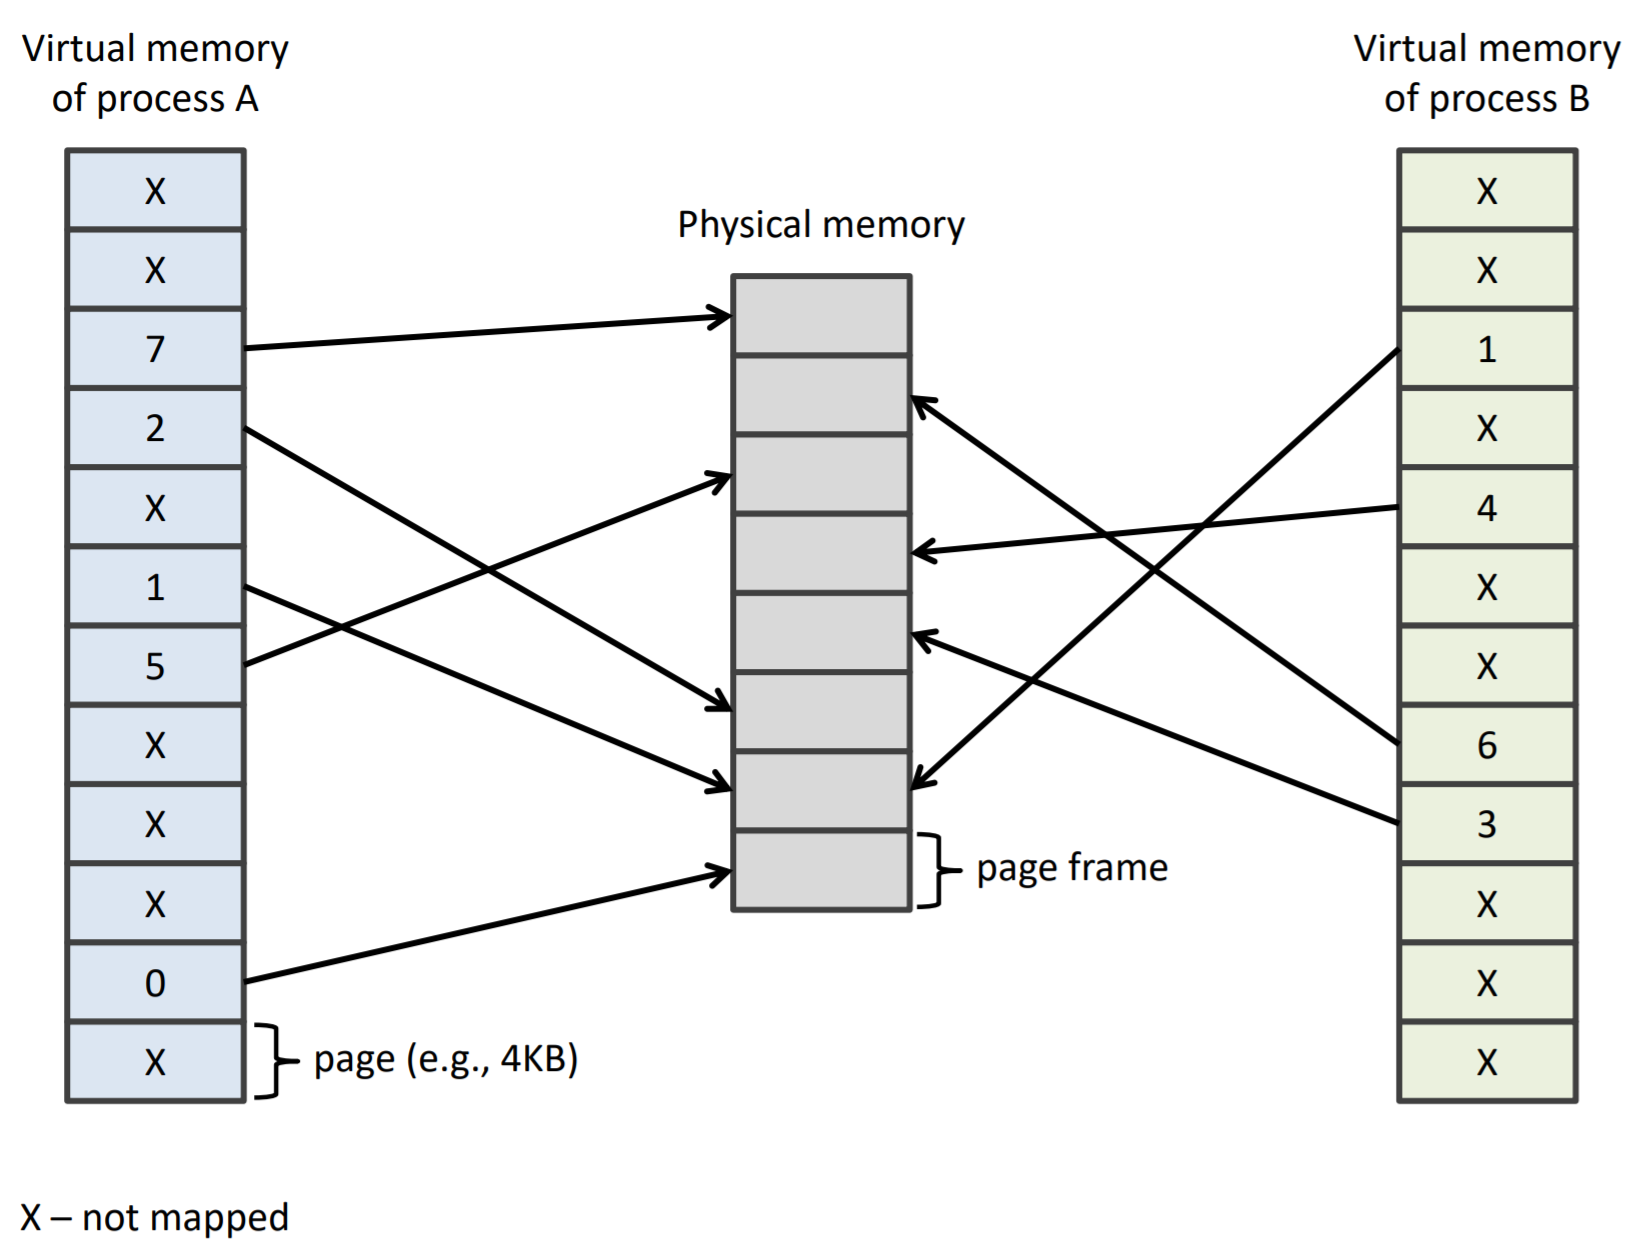 Virtual memory
of process A
X
X
7
2
X
1
5
X
X
X
0
X
page (e.g., 4KB)
X – not mapped
Physical memory
page frame
Virtual memory
of process B
X
X
1
X
4
X
X
6
3
X
X
X